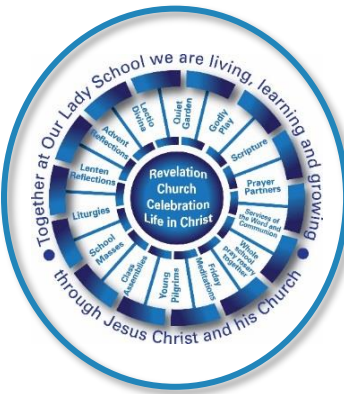 Together at Our Lady School we are living, learning and growing
through Jesus Christ and his Church
Revelation
Church
Celebration
Life in Christ
Quiet
Garden
Godly
Play
Scripture
Prayer
Partners
Services of
the Word and
Communion
Whole
school
pray rosary
together
Friday
Meditations
Young
Pilgrims
Class
Assemblies
School
Masses
Liturgies
Lenten
Reflections
Advent
Reflections
Lectio
Divina